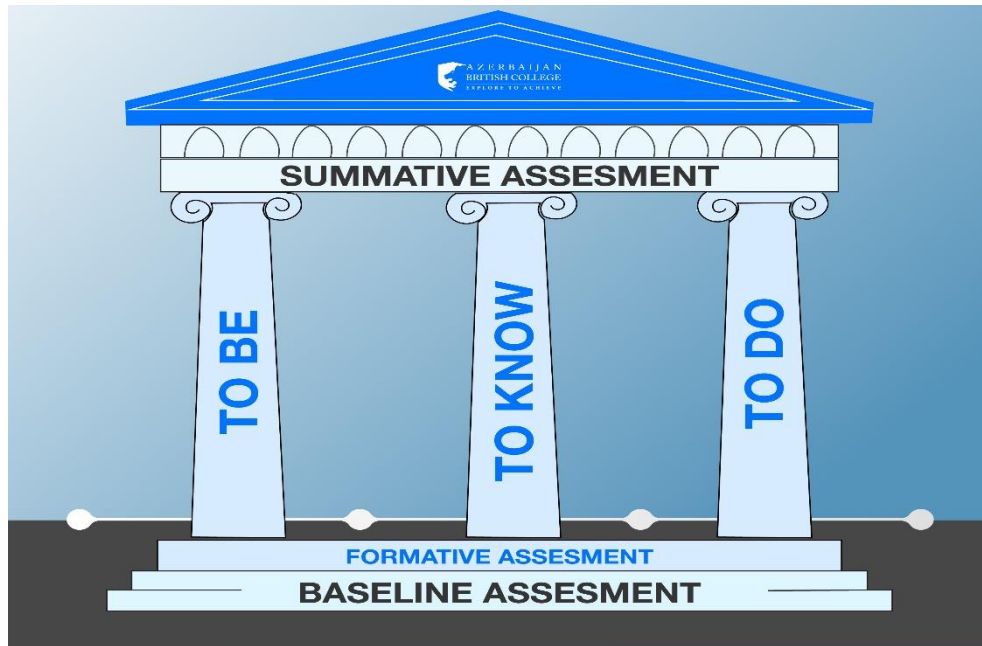 AZERBAIJAN
BRITISH COLLEGE
EXPLORE TO ACHIEVE
SUMMATIVE ASSESMENT
TO BE
TO KNOW
TO DO
FORMATIVE ASSESMENT
BASELINE ASSESMENT